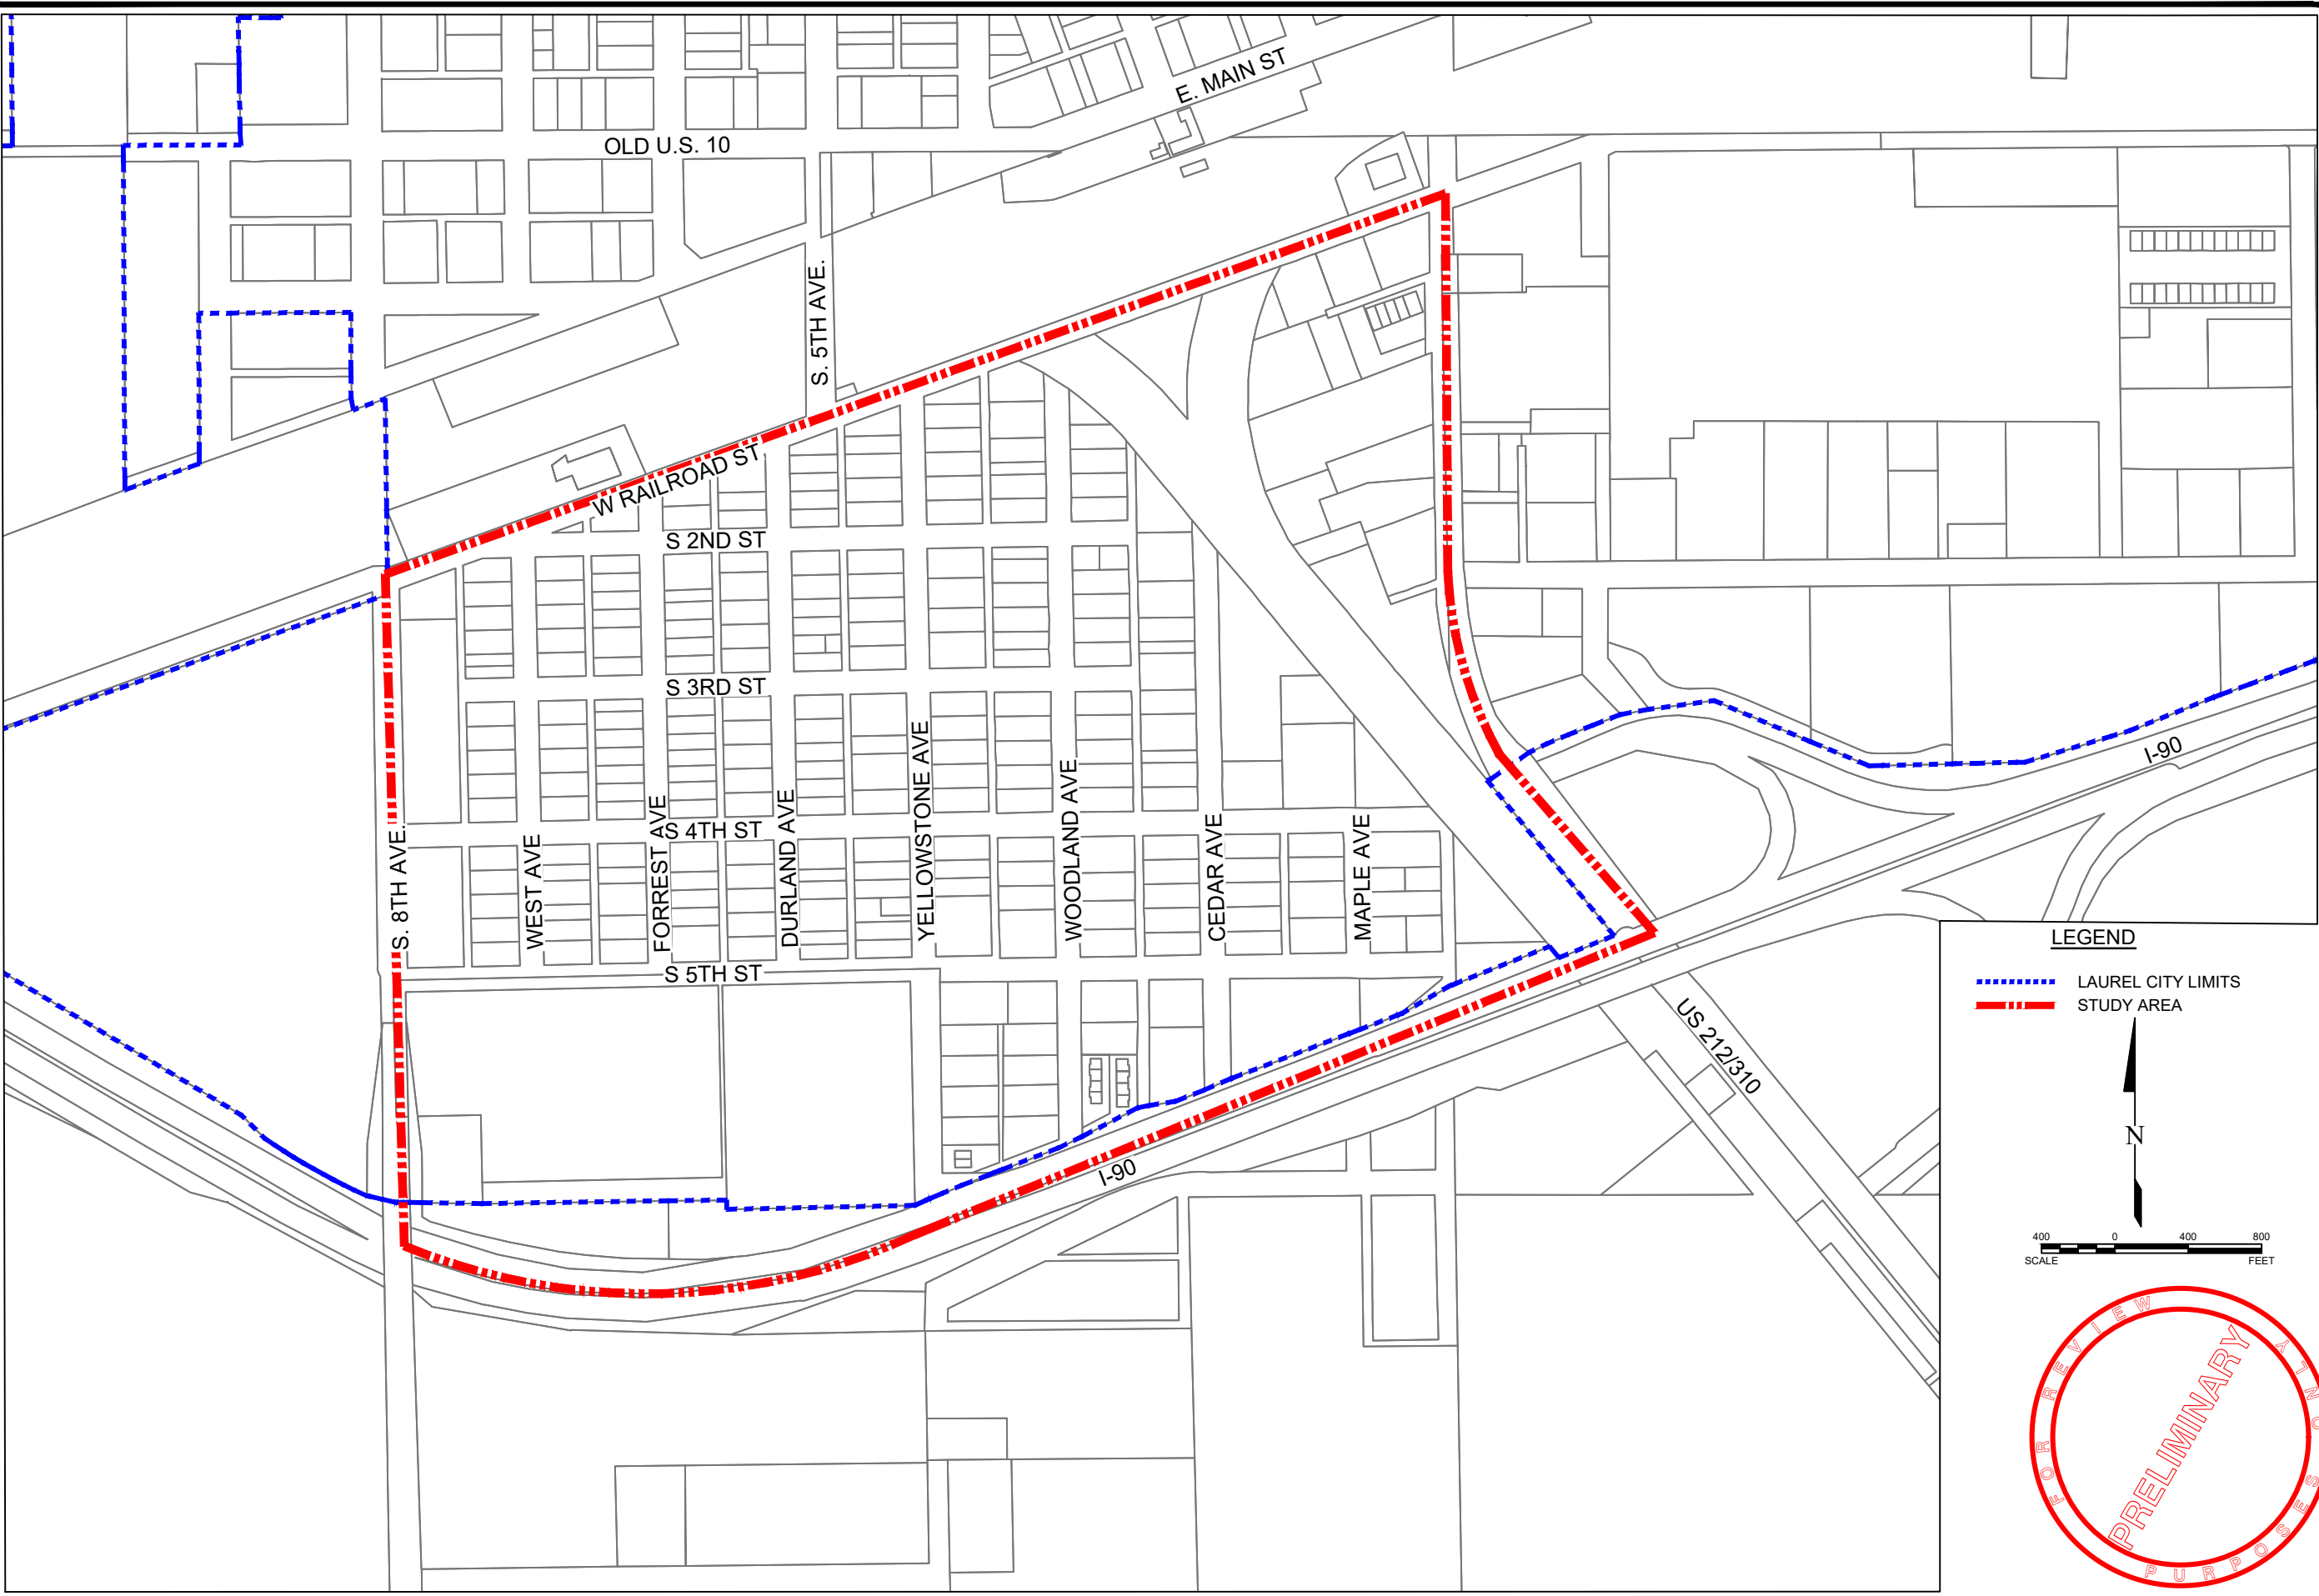 E. MAIN ST
OLD U.S. 10
S. 5TH AVE.
W RAILROAD ST
S 2ND ST
S 3RD ST
S 4TH ST
S 5TH ST
S. 8TH AVE.
WEST AVE
FORREST AVE
DURLAND AVE
YELLOWSTONE AVE
WOODLAND AVE
CEDAR AVE
MAPLE AVE
I-90
I-90
US 212/310
LEGEND
LAUREL CITY LIMITS
STUDY AREA
N
400 0 400 800
SCALE FEET
FOR REVIEW
PURPOSES ONLY
PRELIMINARY